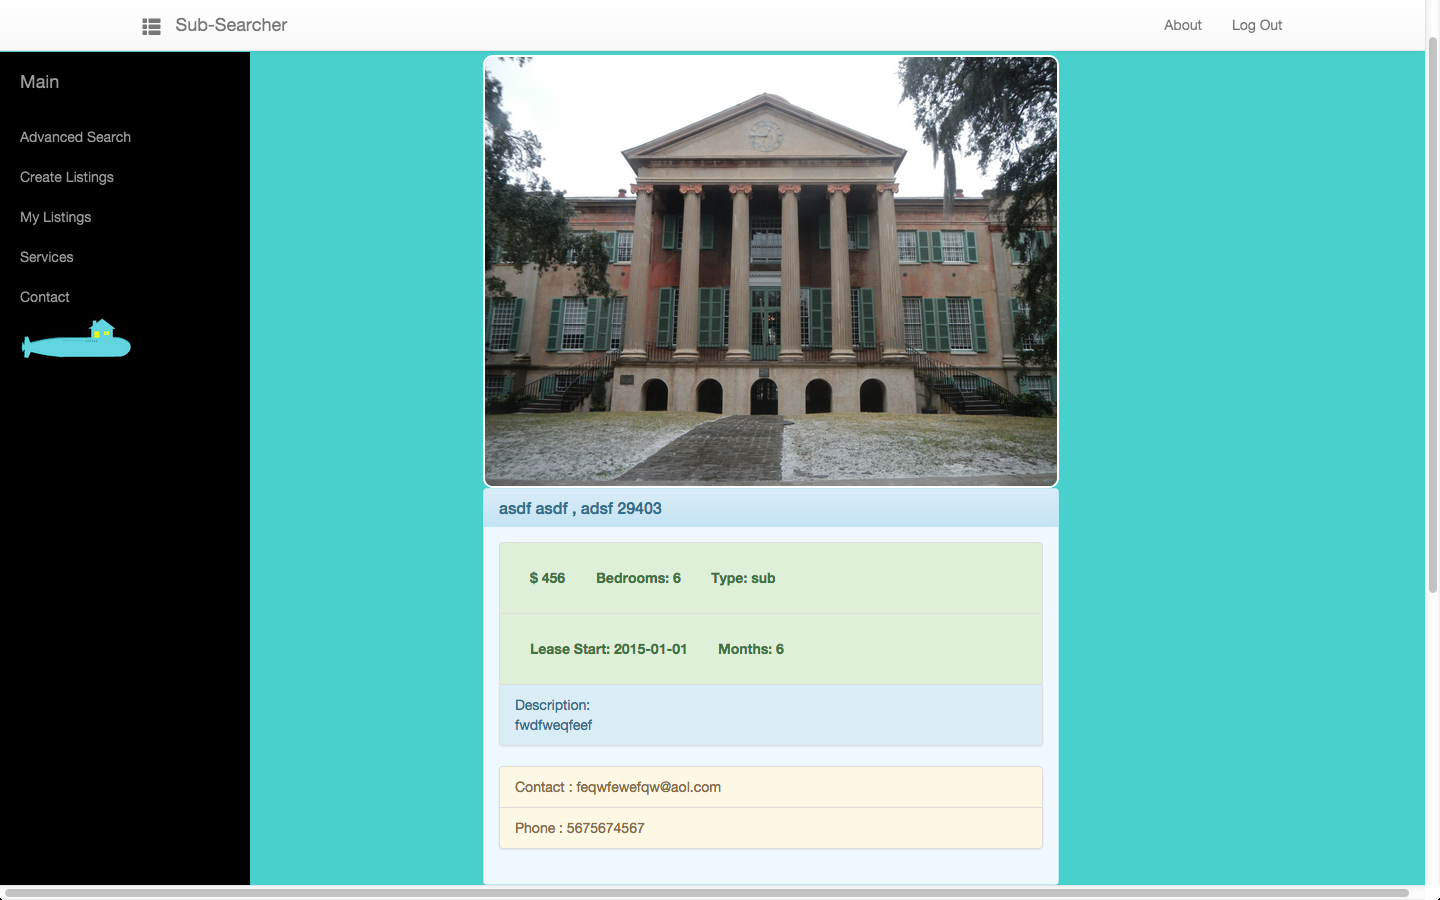 Sub-Searcher
About
Log Out
Main
Advanced Search
Create Listings
My Listings
Services
Contact
asdf asdf , adsf 29403
$ 456 Bedrooms: 6 Type: sub
Lease Start: 2015-01-01 Months: 6
Description:
fwdfweqfeef
Contact : feqwfewefqw@aol.com
Phone : 5675674567